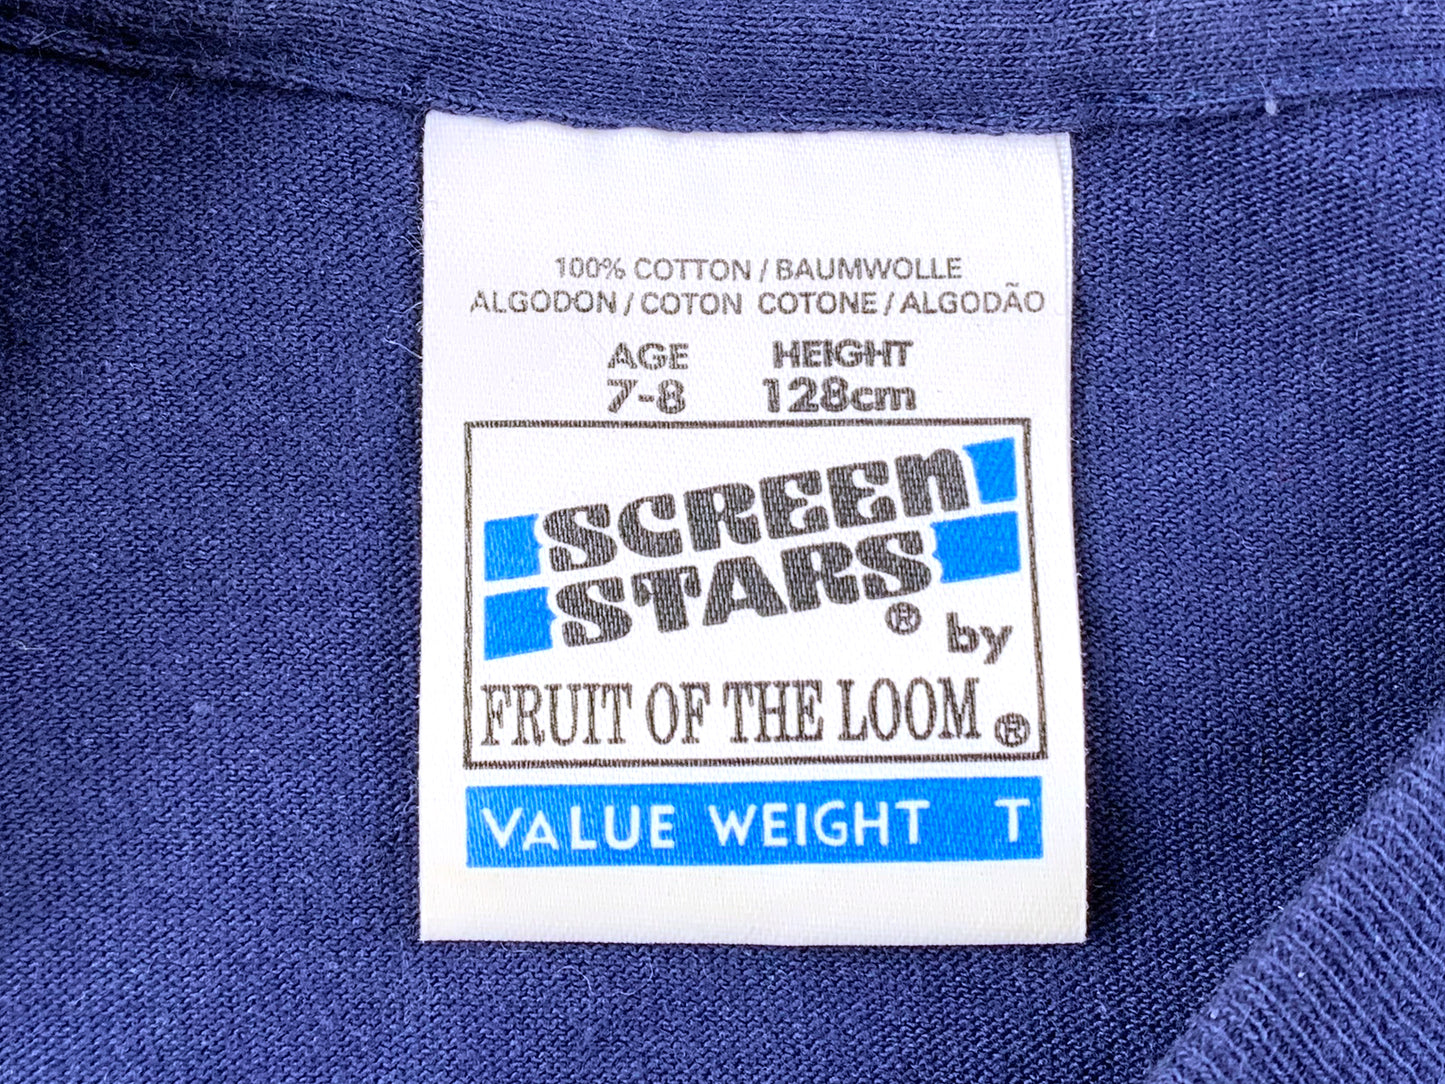 100% COTTON / BAUMWOLLE
ALGODON / COTON COTONE / ALGODÃO
AGE HEIGHT
7-8 128cm
SCREEN
STARS® by
FRUIT OF THE LOOM®
VALUE WEIGHT T